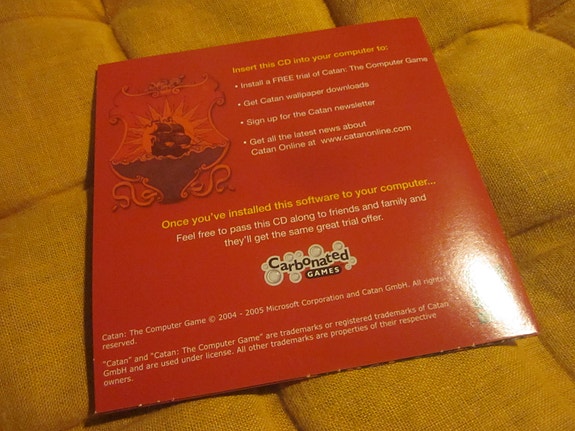 Insert this CD into your computer to:
• Install a FREE trial of Catan: The Computer Game
• Get Catan wallpaper downloads
• Sign up for the Catan newsletter
• Get all the latest news about
Catan Online at www.catanonline.com
Once you've installed this software to your computer...
Feel free to pass this CD along to friends and family and
they'll get the same great trial offer.
Carbonated
GAMES
Catan: The Computer Game © 2004 - 2005 Microsoft Corporation and Catan GmbH. All rights
reserved.
"Catan" and "Catan: The Computer Game" are trademarks or registered trademarks of Catan
GmbH and are used under license. All other trademarks are properties of their respective
owners.